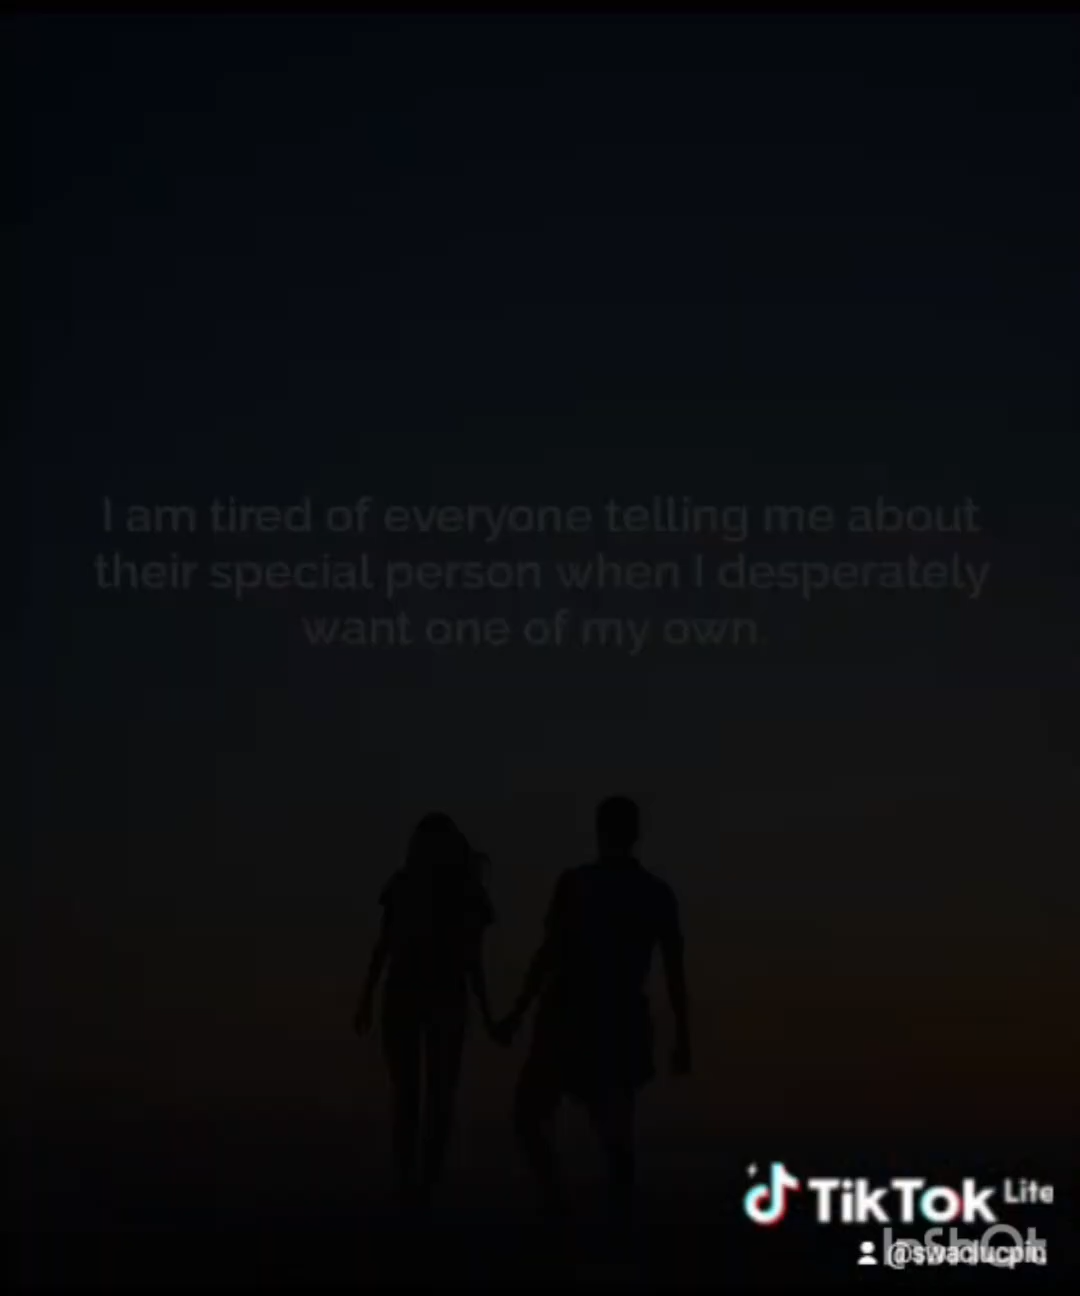 I am tired of everyone telling me about
their special person when I desperately
want one of my own.
TikTok Lite
InShOt